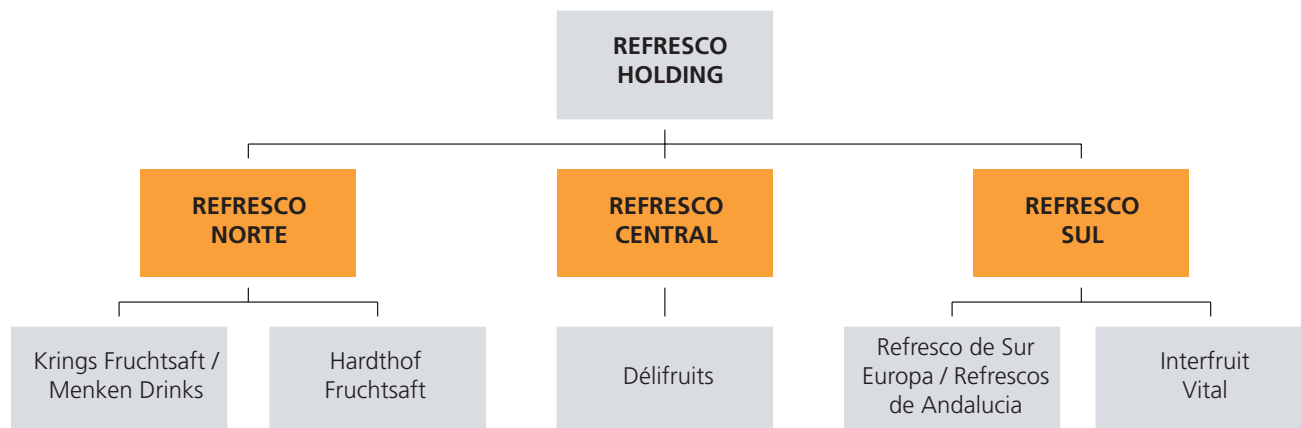 REFRESCO
HOLDING
REFRESCO
NORTE
REFRESCO
CENTRAL
REFRESCO
SUL
Krings Fruchtsaft /
Menken Drinks
Hardthof
Fruchtsaft
Délifruits
Refresco de Sur
Europa / Refrescos
de Andalucia
Interfruit
Vital